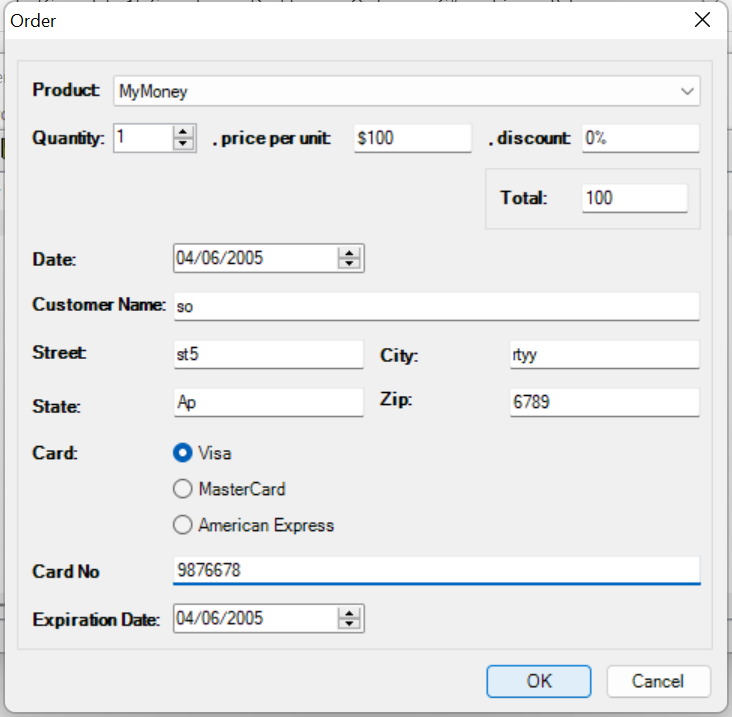 Order
Product: MyMoney
Quantity: 1 , price per unit: $100 , discount: 0%
Total: 100
Date: 04/06/2005
Customer Name: so
Street: st5 City: rtyy
State: Ap Zip: 6789
Card: Visa
MasterCard
American Express
Card No 9876678
Expiration Date: 04/06/2005
OK Cancel